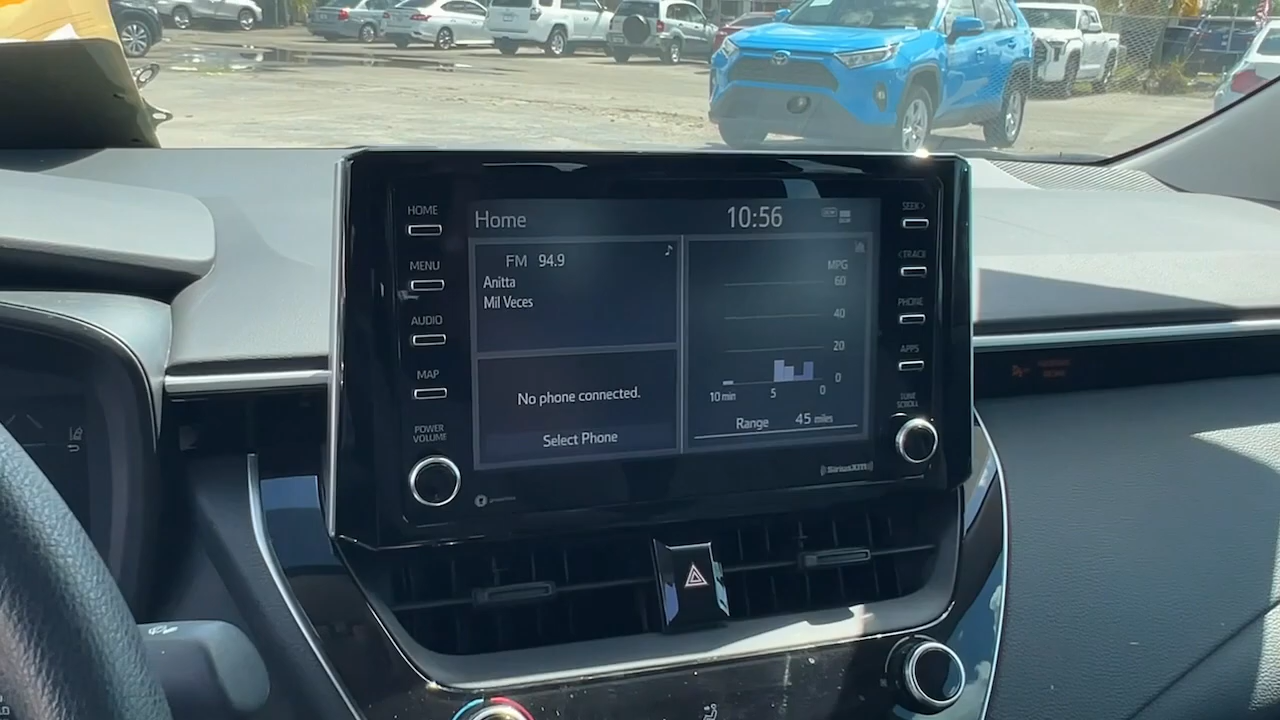 HOME
MENU
AUDIO
MAP
POWER
VOLUME
Home
10:56
FM 94.9
Anitta
Mil Veces
No phone connected.
Select Phone
MPG
60
40
20
0
10 min 5 0
Range 45 miles
SiriusXM
SEEK >
< TRACK
PHONE
APPS
TUNE
SCROLL